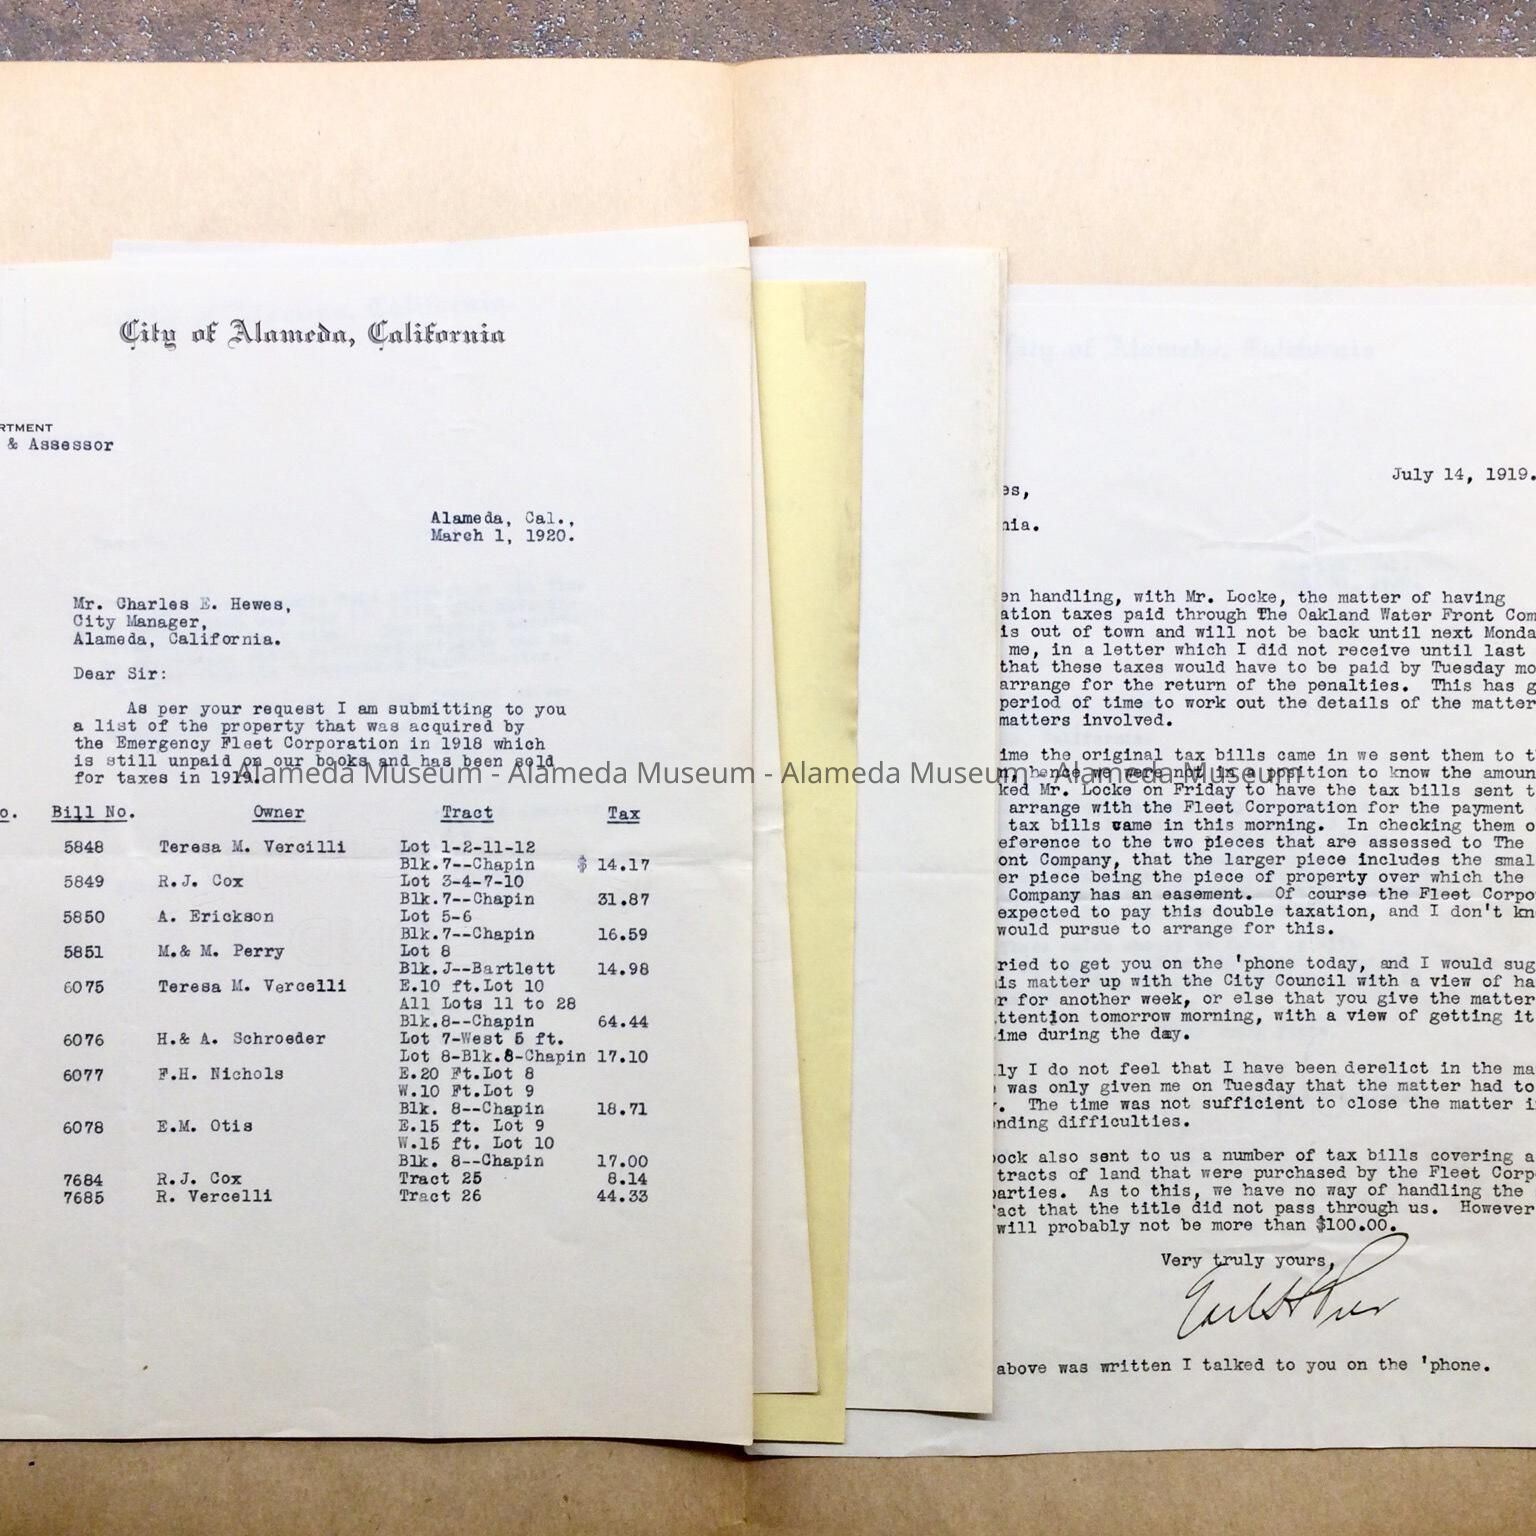 City of Alameda, California
RTMENT
& Assessor
Alameda, Cal.,
March 1, 1920.
Mr. Charles E. Hewes,
City Manager,
Alameda, California.
Dear Sir:
As per your request I am submitting to you
a list of the property that was acquired by
the Emergency Fleet Corporation in 1918 which
is still unpaid on our books and has been sold
for taxes in 1919.
o. Bill No. Owner Tract Tax
5848 Teresa M. Vercilli Lot 1-2-11-12
Blk.7--Chapin $ 14.17
5849 R.J. Cox Lot 3-4-7-10
Blk.7--Chapin 31.87
5850 A. Erickson Lot 5-6
Blk.7--Chapin 16.59
5851 M.& M. Perry Lot 8
Blk.J--Bartlett 14.98
6075 Teresa M. Vercelli E.10 ft.Lot 10
All Lots 11 to 28
Blk.8--Chapin 64.44
6076 H.& A. Schroeder Lot 7-West 5 ft.
Lot 8-Blk.8-Chapin 17.10
6077 F.H. Nichols E.20 Ft.Lot 8
W.10 Ft.Lot 9
Blk. 8--Chapin 18.71
6078 E.M. Otis E.15 ft. Lot 9
W.15 ft. Lot 10
Blk. 8--Chapin 17.00
7684 R.J. Cox Tract 25 8.14
7685 R. Vercelli Tract 26 44.33
Alameda Museum - Alameda Museum - Alameda Museum - Alameda Museum
City of Alameda, California
July 14, 1919.
es,
nia.
en handling, with Mr. Locke, the matter of having
ation taxes paid through The Oakland Water Front Com
is out of town and will not be back until next Monda
me, in a letter which I did not receive until last
that these taxes would have to be paid by Tuesday mo
arrange for the return of the penalties. This has g
period of time to work out the details of the matter
matters involved.
ime the original tax bills came in we sent them to t
n, hence we were not in a position to know the amoun
ked Mr. Locke on Friday to have the tax bills sent t
arrange with the Fleet Corporation for the payment
tax bills came in this morning. In checking them o
eference to the two pieces that are assessed to The
ont Company, that the larger piece includes the smal
er piece being the piece of property over which the
Company has an easement. Of course the Fleet Corpo
expected to pay this double taxation, and I don't kn
would pursue to arrange for this.
ried to get you on the 'phone today, and I would sug
is matter up with the City Council with a view of ha
r for another week, or else that you give the matter
ttention tomorrow morning, with a view of getting it
ime during the day.
ly I do not feel that I have been derelict in the ma
was only given me on Tuesday that the matter had to
. The time was not sufficient to close the matter i
nding difficulties.
ock also sent to us a number of tax bills covering a
tracts of land that were purchased by the Fleet Corp
arties. As to this, we have no way of handling the
act that the title did not pass through us. However
will probably not be more than $100.00.
Very truly yours,
above was written I talked to you on the 'phone.